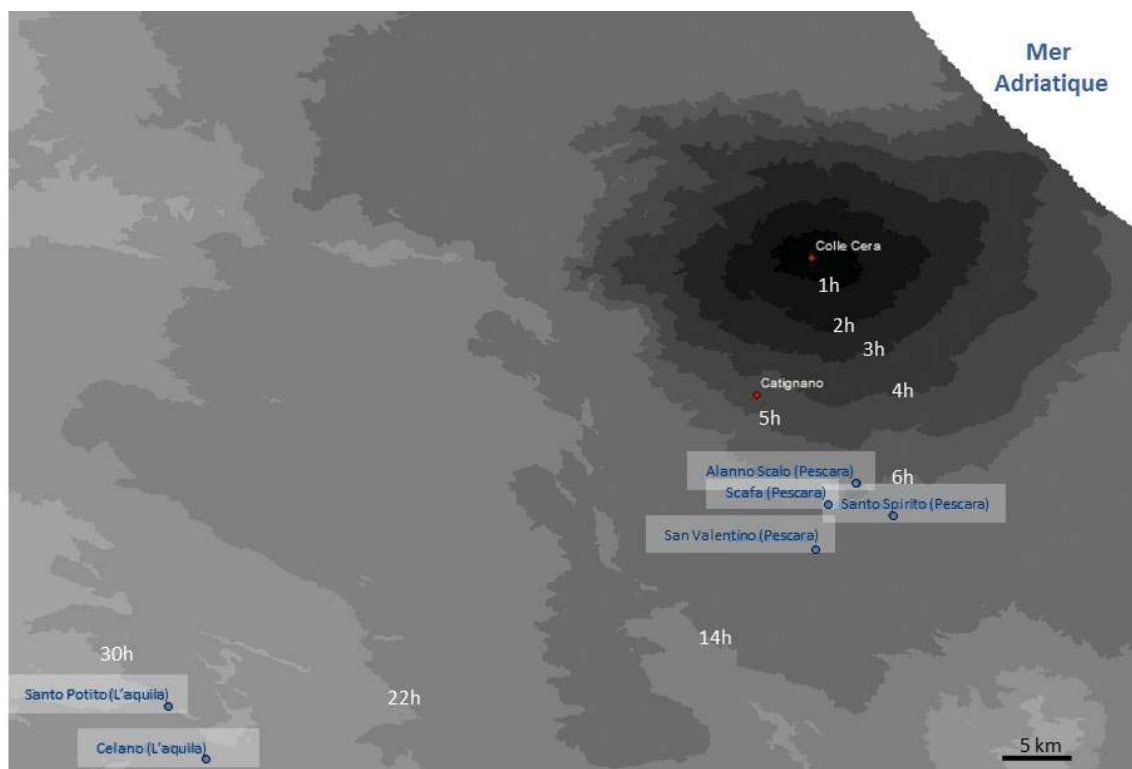 Mer
Adriatique
Colle Cera
1h
2h
3h
Catignano
4h
5h
Alanno Scalo (Pescara)
6h
Scafa (Pescara)
Santo Spirito (Pescara)
San Valentino (Pescara)
14h
30h
Santo Potito (L'aquila)
22h
Celano (L'aquila)
5 km